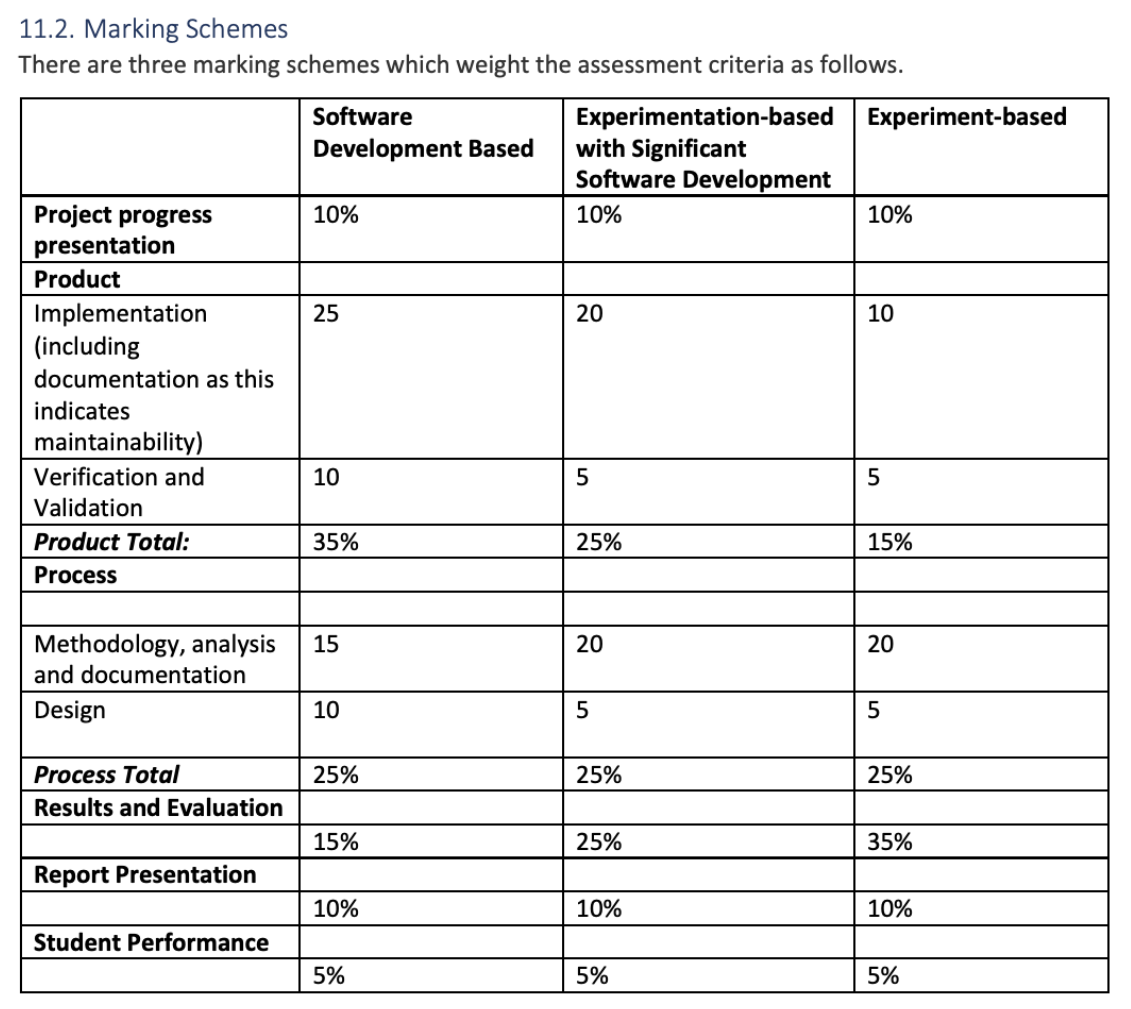 11.2. Marking Schemes
There are three marking schemes which weight the assessment criteria as follows.
Software Development Based
Experimentation-based with Significant Software Development
Experiment-based
Project progress presentation
10%
10%
10%
Product
Implementation (including documentation as this indicates maintainability)
25
20
10
Verification and Validation
10
5
5
Product Total:
35%
25%
15%
Process
Methodology, analysis and documentation
15
20
20
Design
10
5
5
Process Total
25%
25%
25%
Results and Evaluation
15%
25%
35%
Report Presentation
10%
10%
10%
Student Performance
5%
5%
5%